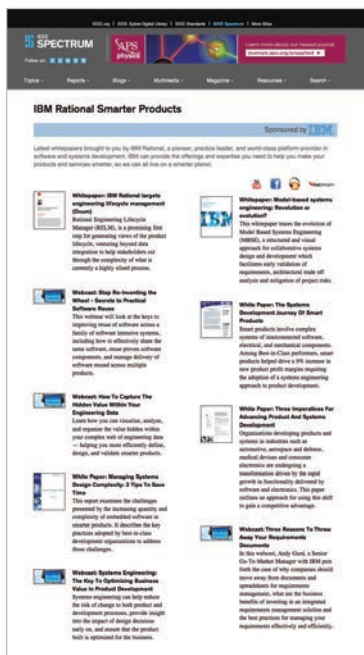 IEEE.org | IEEE Xplore Digital Library | IEEE Standards | IEEE Spectrum | More Sites
IEEE
SPECTRUM
Follow on:
APS
physics
Learn more about our newest journal.
Topics
Reports
Blogs
Multimedia
Magazine
Resources
Search
IBM Rational Smarter Products
Sponsored by IBM
Latest whitepapers brought to you by IBM Rational, a pioneer, practice leader, and world-class platform provider in
software and systems development. IBM can provide the offerings and expertise you need to help you make your
products and services smarter, so we can all live on a smarter planet.
Whitepaper: IBM Rational targets
engineering lifecycle management
(Ovum)
Rational Engineering Lifecycle
Manager (RELM), is a promising first
step for generating views of the product
lifecycle, venturing beyond data
integration to help stakeholders cut
through the complexity of what is
currently a highly siloed process.
Webcast: Stop Re-Inventing the
Wheel - Secrets to Practical
Software Reuse
This webinar will look at the keys to
improving reuse of software across a
family of software intensive systems,
including how to effectively share the
same software, reuse proven software
components, and manage delivery of
software reused across multiple
products.
Webcast: How To Capture The
Hidden Value Within Your
Engineering Data
Learn how you can visualize, analyze,
and organize the value hidden within
your complex web of engineering data
— helping you more efficiently define,
design, and validate smarter products.
White Paper: Managing Systems
Design Complexity: 3 Tips To Save
Time
This report examines the challenges
presented by the increasing quantity and
complexity of embedded software in
smarter products. It describes the key
practices adopted by best-in-class
development organizations to address
those challenges.
Webcast: Systems Engineering:
The Key To Optimizing Business
Value in Product Development
Systems engineering can help reduce
the risk of change to both product and
development processes, provide insight
into the impact of design decisions
early on, and ensure that the product
built is optimized for the business.
Whitepaper: Model-based systems
engineering: Revolution or
evolution?
This whitepaper traces the evolution of
Model Based Systems Engineering
(MBSE), a structured and visual
approach for collaborative systems
design and development which
facilitates early validation of
requirements, architectural trade off
analysis and mitigation of project risks.
White Paper: The Systems
Development Journey Of Smart
Products
Smart products involve complex
systems of interconnected software,
electrical, and mechanical components.
Among Best-in-Class performers, smart
products helped drive a 9% increase in
new product profit margins requiring
the adoption of a systems engineering
approach to product development.
White Paper: Three Imperatives For
Advancing Product And Systems
Development
Organizations developing products and
systems in industries such as
automotive, aerospace and defense,
medical devices and consumer
electronics are undergoing a
transformation driven by the rapid
growth in functionality delivered by
software and electronics. This paper
outlines an approach for using this shift
to gain a competitive advantage.
Webcast: Three Reasons To Throw
Away Your Requirements
Documents
In this webcast, Andy Gurd, a Senior
Go-To-Market Manager with IBM puts
forth the case of why companies should
move away from documents and
spreadsheets for requirements
management, what are the business
benefits of investing in an integrated
requirements management solution and
the best practices for managing your
requirements effectively and efficiently.